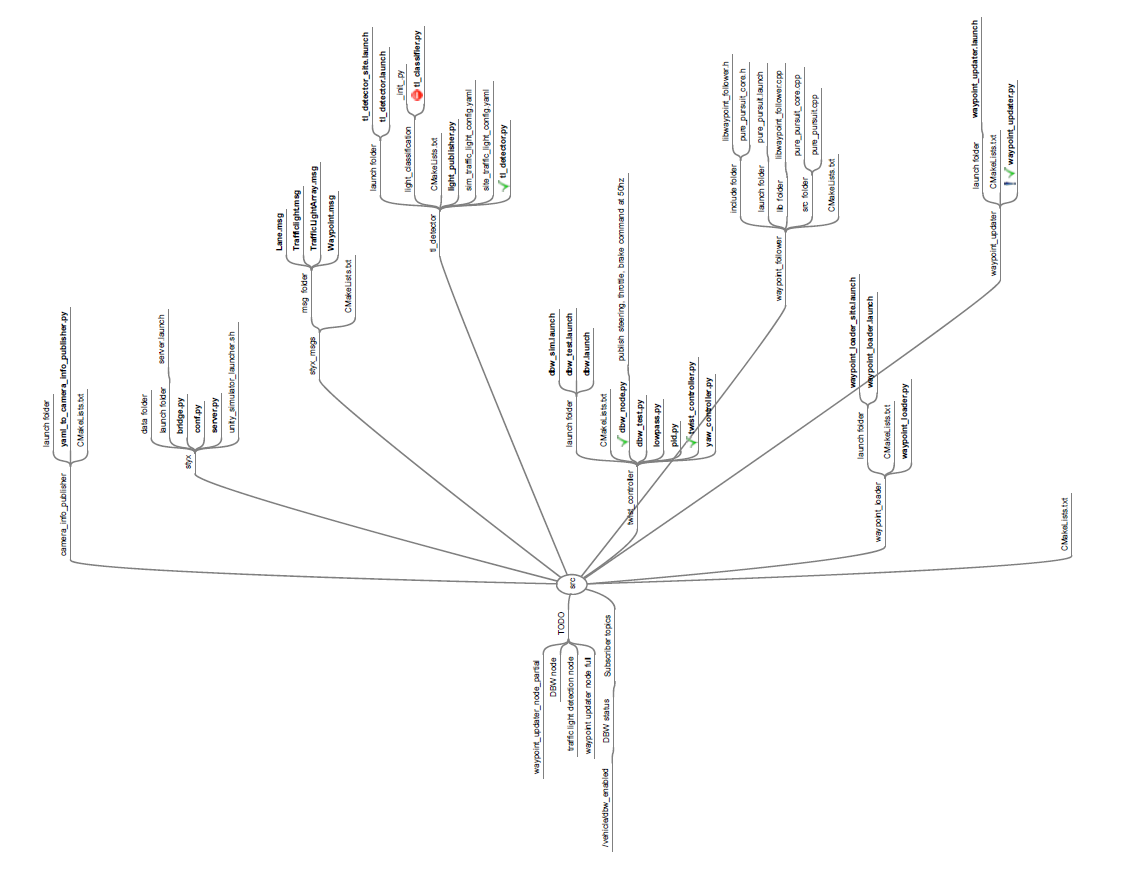 camera_info_publisher
launch folder
yaml_to_camera_info_publisher.py
CMakeLists.txt
styx
data folder
launch folder
server.launch
bridge.py
conf.py
server.py
unity_simulator_launcher.sh
styx_msgs
msg folder
Lane.msg
Trafficlight.msg
TrafficLightArray.msg
Waypoint.msg
CMakeLists.txt
tl_detector
launch folder
tl_detector_site.launch
tl_detector.launch
light_classification
_init_.py
tl_classifier.py
CMakeLists.txt
light_publisher.py
sim_traffic_light_config.yaml
site_traffic_light_config.yaml
tl_detector.py
twist_controller
launch folder
dbw_sim.launch
dbw_test.launch
dbw.launch
CMakeLists.txt
dbw_node.py
publish steering, throttle, brake command at 50hz
dbw_test.py
lowpass.py
pid.py
twist_controller.py
yaw_controller.py
waypoint_follower
include folder
libwaypoint_follower.h
pure_pursuit_core.h
launch folder
pure_pursuit.launch
lib folder
libwaypoint_follower.cpp
src folder
pure_pursuit_core.cpp
pure_pursuit.cpp
CMakeLists.txt
waypoint_loader
launch folder
waypoint_loader_site.launch
waypoint_loader.launch
CMakeLists.txt
waypoint_loader.py
waypoint_updater
launch folder
waypoint_updater.launch
CMakeLists.txt
waypoint_updater.py
CMakeLists.txt
src
TODO
waypoint_updater_node_partial
DBW node
traffic light detection node
waypoint updater node full
Subscriber topics
DBW status
/vehicle/dbw_enabled